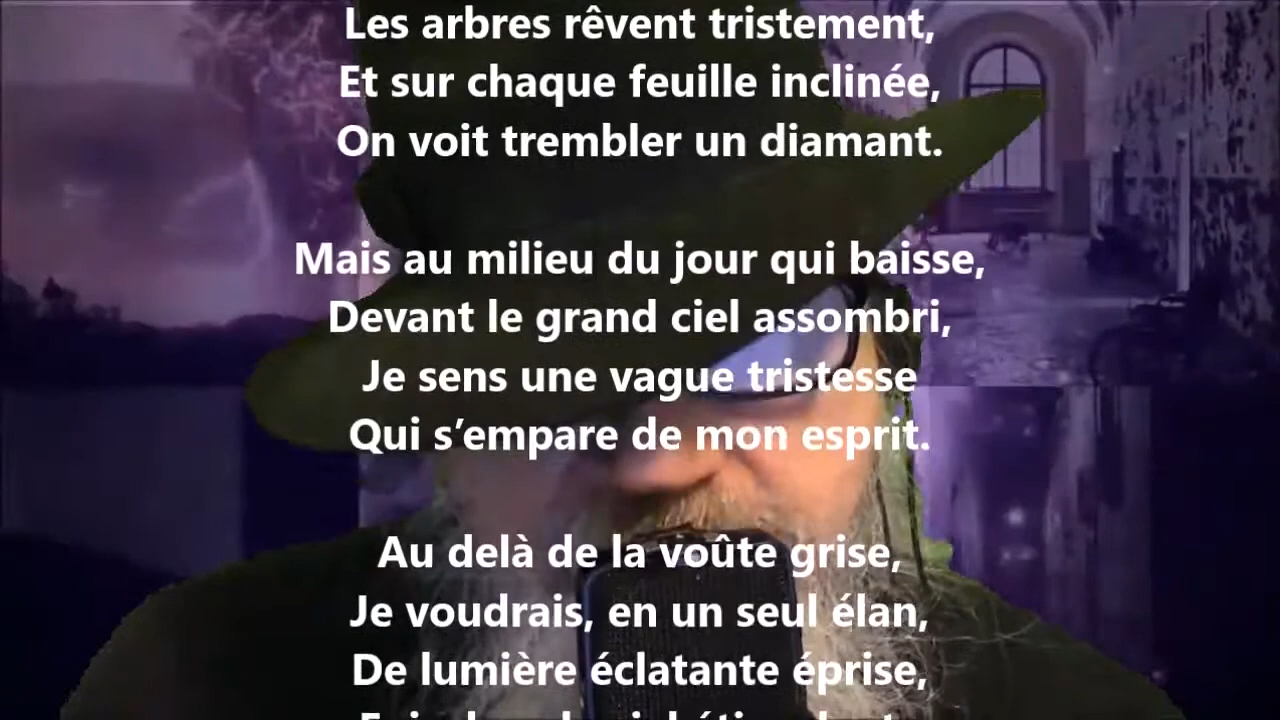 Les arbres rêvent tristement,
Et sur chaque feuille inclinée,
On voit trembler un diamant.
Mais au milieu du jour qui baisse,
Devant le grand ciel assombri,
Je sens une vague tristesse
Qui s’empare de mon esprit.
Au delà de la voûte grise,
Je voudrais, en un seul élan,
De lumière éclatante éprise,